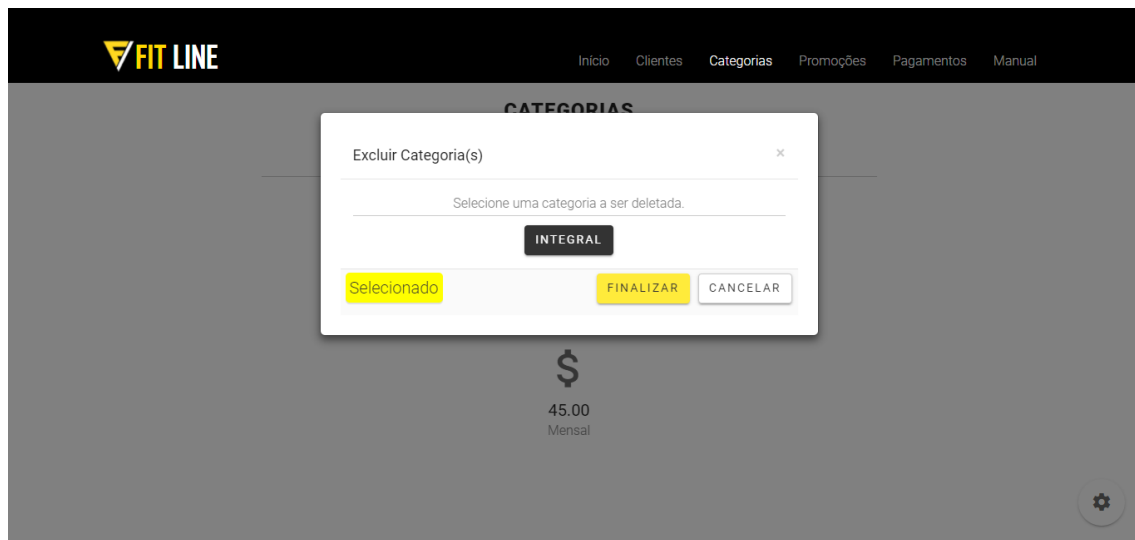 FIT LINE
Início Clientes Categorias Promoções Pagamentos Manual
CATEGORIAS
Excluir Categoria(s) ×
Selecione uma categoria a ser deletada.
INTEGRAL
Selecionado FINALIZAR CANCELAR
$
45.00
Mensal